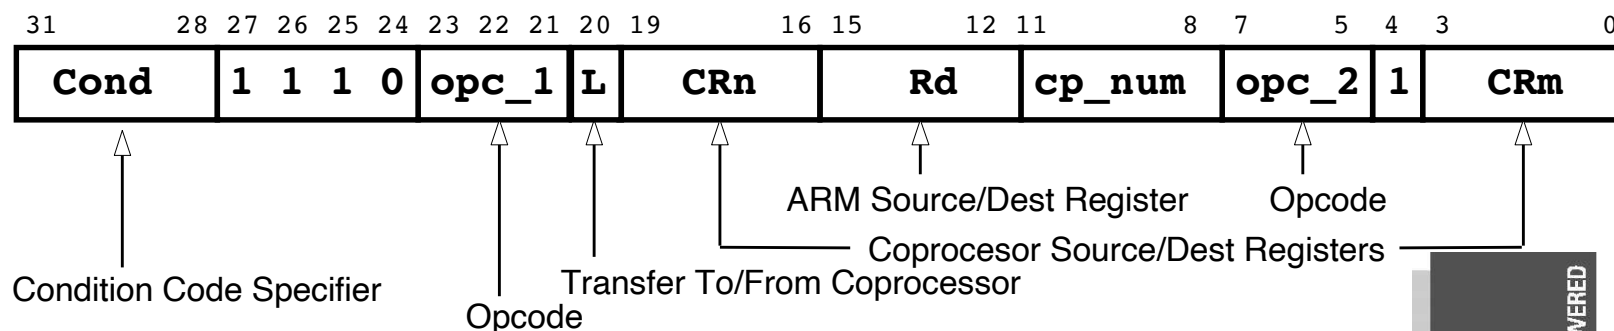 31 28 27 26 25 24 23 22 21 20 19 16 15 12 11 8 7 5 4 3 0
Cond 1 1 1 0 opc_1 L CRn Rd cp_num opc_2 1 CRm
ARM Source/Dest Register Opcode
Coprocesor Source/Dest Registers
Condition Code Specifier Transfer To/From Coprocessor
Opcode